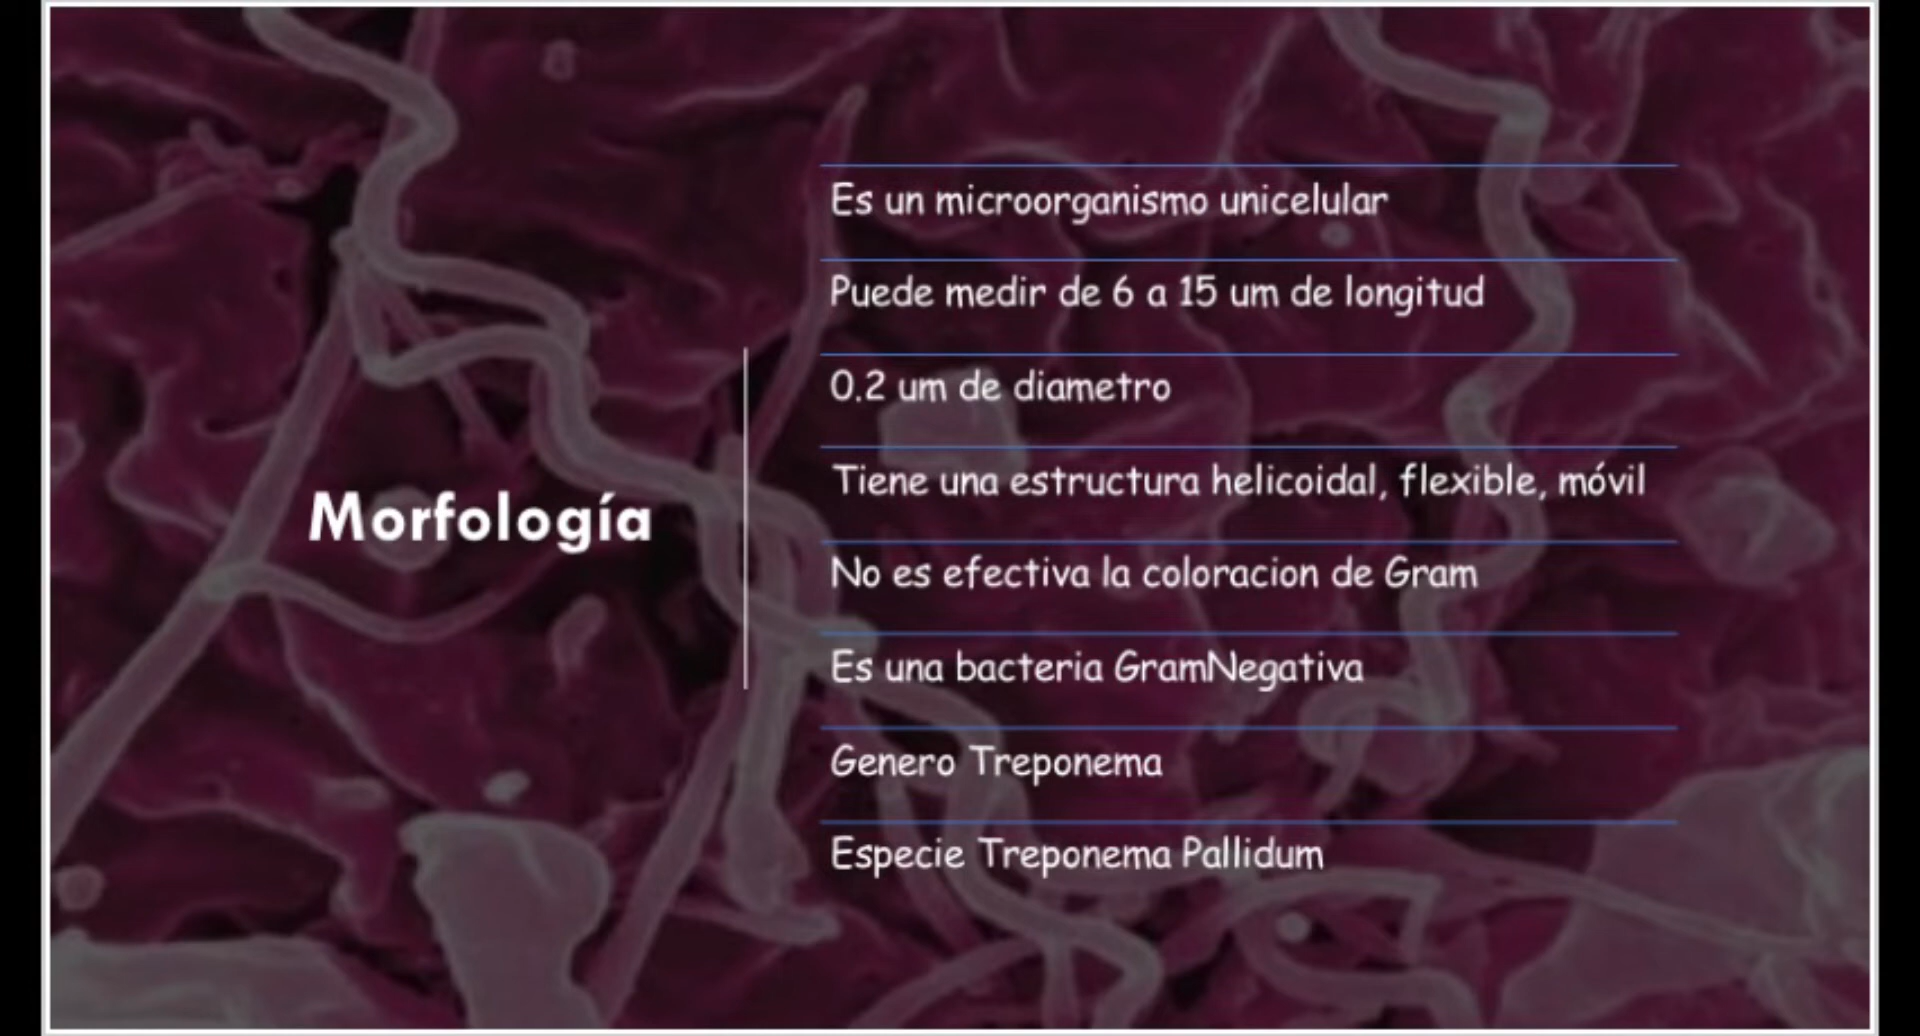 Morfología
Es un microorganismo unicelular
Puede medir de 6 a 15 um de longitud
0.2 um de diametro
Tiene una estructura helicoidal, flexible, móvil
No es efectiva la coloracion de Gram
Es una bacteria GramNegativa
Genero Treponema
Especie Treponema Pallidum